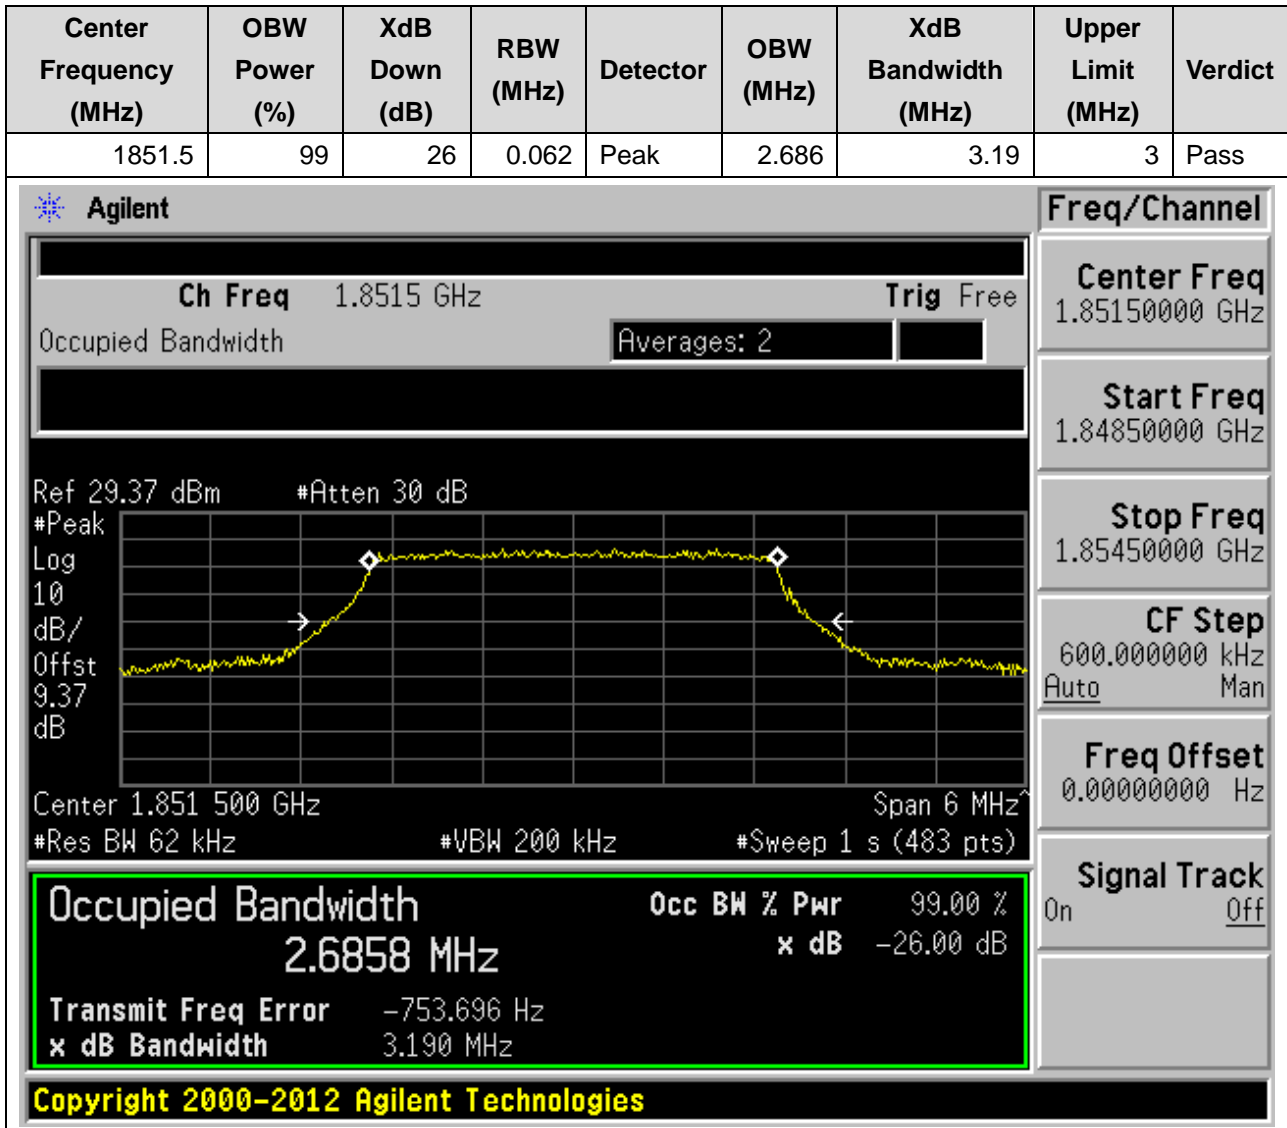 Center Frequency (MHz) OBW Power (%) XdB Down (dB) RBW (MHz) Detector OBW (MHz) XdB Bandwidth (MHz) Upper Limit (MHz) Verdict
1851.5 99 26 0.062 Peak 2.686 3.19 3 Pass
Agilent Freq/Channel
Ch Freq 1.8515 GHz Trig Free
Occupied Bandwidth Averages: 2
Center Freq
1.85150000 GHz
Start Freq
1.84850000 GHz
Stop Freq
1.85450000 GHz
CF Step
600.000000 kHz
Auto Man
Freq Offset
0.00000000 Hz
Signal Track
On Off
Ref 29.37 dBm #Atten 30 dB
#Peak
Log
10
dB/
Offst
9.37
dB
Center 1.851 500 GHz Span 6 MHz^
#Res BW 62 kHz #VBW 200 kHz #Sweep 1 s (483 pts)
Occupied Bandwidth Occ BW % Pwr 99.00 %
2.6858 MHz x dB -26.00 dB
Transmit Freq Error -753.696 Hz
x dB Bandwidth 3.190 MHz
Copyright 2000-2012 Agilent Technologies